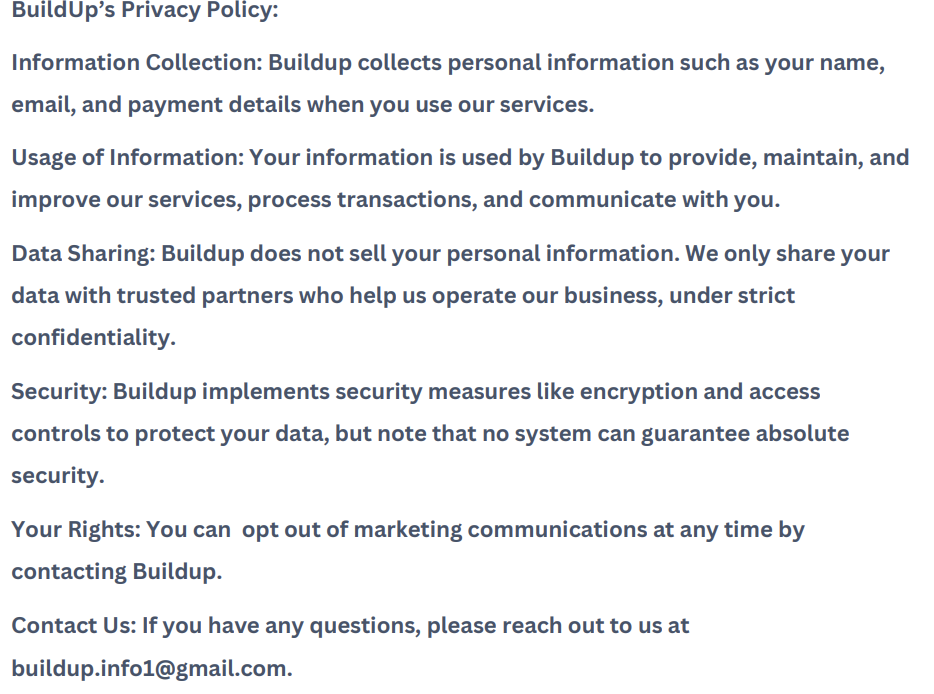 BuildUp’s Privacy Policy:
Information Collection: Buildup collects personal information such as your name,
email, and payment details when you use our services.
Usage of Information: Your information is used by Buildup to provide, maintain, and
improve our services, process transactions, and communicate with you.
Data Sharing: Buildup does not sell your personal information. We only share your
data with trusted partners who help us operate our business, under strict
confidentiality.
Security: Buildup implements security measures like encryption and access
controls to protect your data, but note that no system can guarantee absolute
security.
Your Rights: You can  opt out of marketing communications at any time by
contacting Buildup.
Contact Us: If you have any questions, please reach out to us at
buildup.info1@gmail.com.